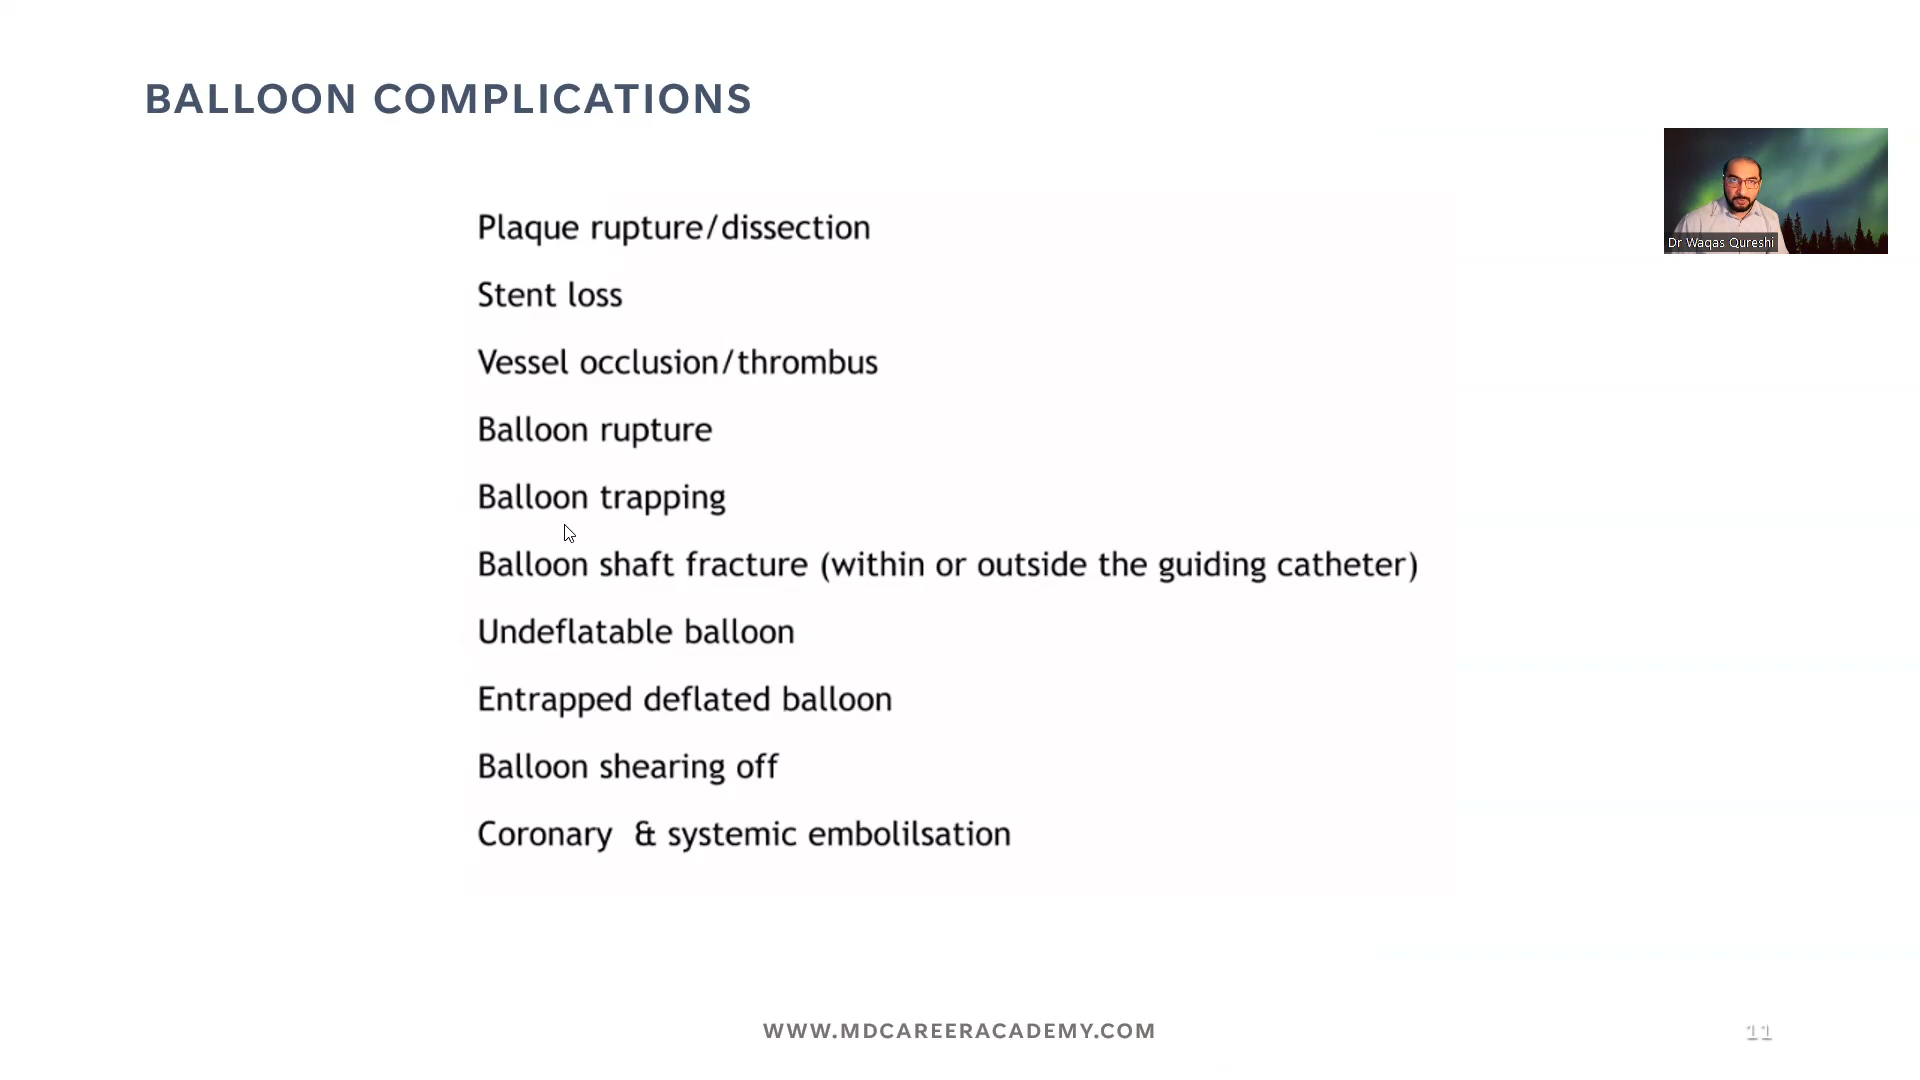 BALLOON COMPLICATIONS
Dr Waqas Qureshi
Plaque rupture/dissection
Stent loss
Vessel occlusion/thrombus
Balloon rupture
Balloon trapping
Balloon shaft fracture (within or outside the guiding catheter)
Undeflatable balloon
Entrapped deflated balloon
Balloon shearing off
Coronary & systemic embolilsation
WWW.MDCAREERACADEMY.COM
11